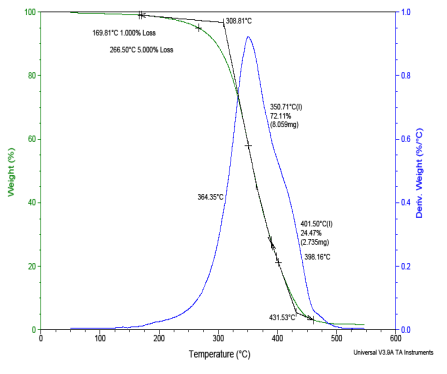 100
80
60
40
20
0
Weight (%)
169.81°C 1.000% Loss
266.50°C 5.000% Loss
308.81°C
350.71°C(I)
72.11%
(8.059mg)
364.35°C
401.50°C(I)
24.47%
(2.735mg)
398.16°C
431.53°C
1.0
0.8
0.6
0.4
0.2
0.0
Deriv. Weight (%/°C)
0 100 200 300 400 500 600
Temperature (°C)
Universal V3.9A TA Instruments